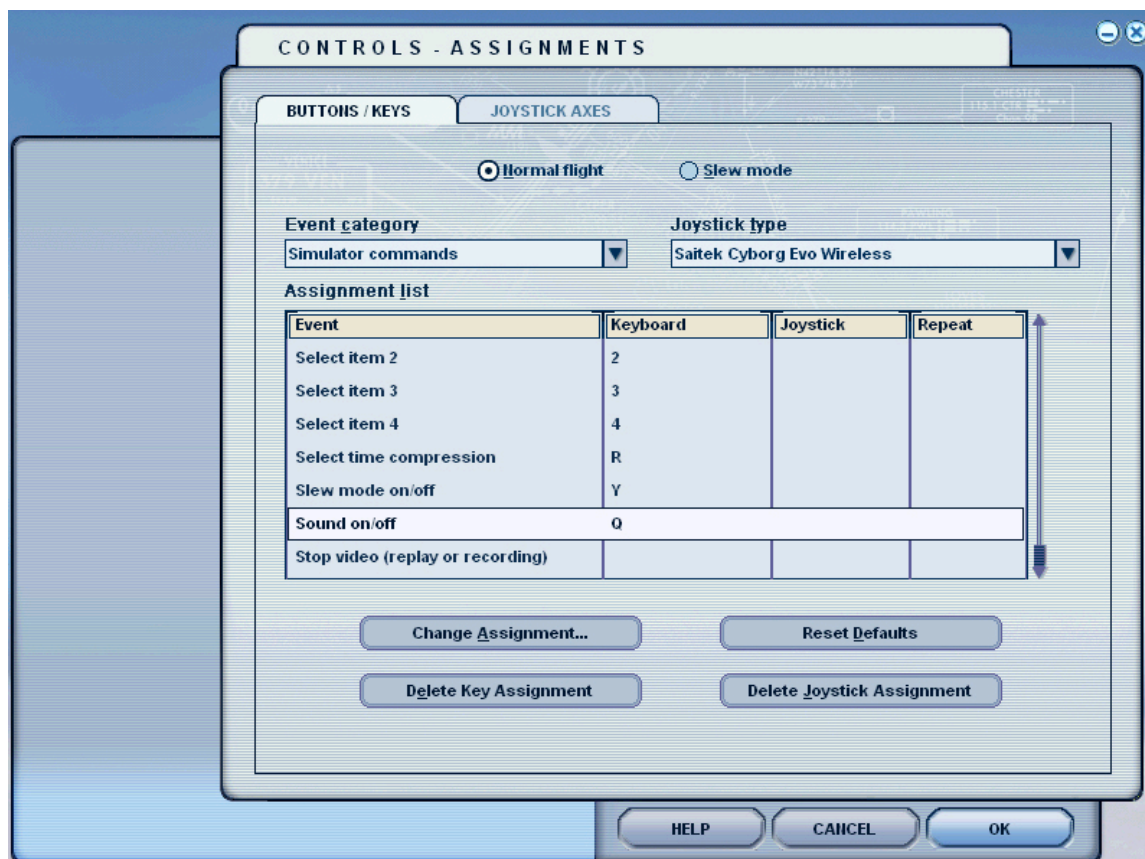 CONTROLS - ASSIGNMENTS
BUTTONS / KEYS JOYSTICK AXES
Normal flight Slew mode
Event category Joystick type
Simulator commands Saitek Cyborg Evo Wireless
Assignment list
Event Keyboard Joystick Repeat
Select item 2 2
Select item 3 3
Select item 4 4
Select time compression R
Slew mode on/off Y
Sound on/off Q
Stop video (replay or recording)
Change Assignment... Reset Defaults
Delete Key Assignment Delete Joystick Assignment
HELP CANCEL OK